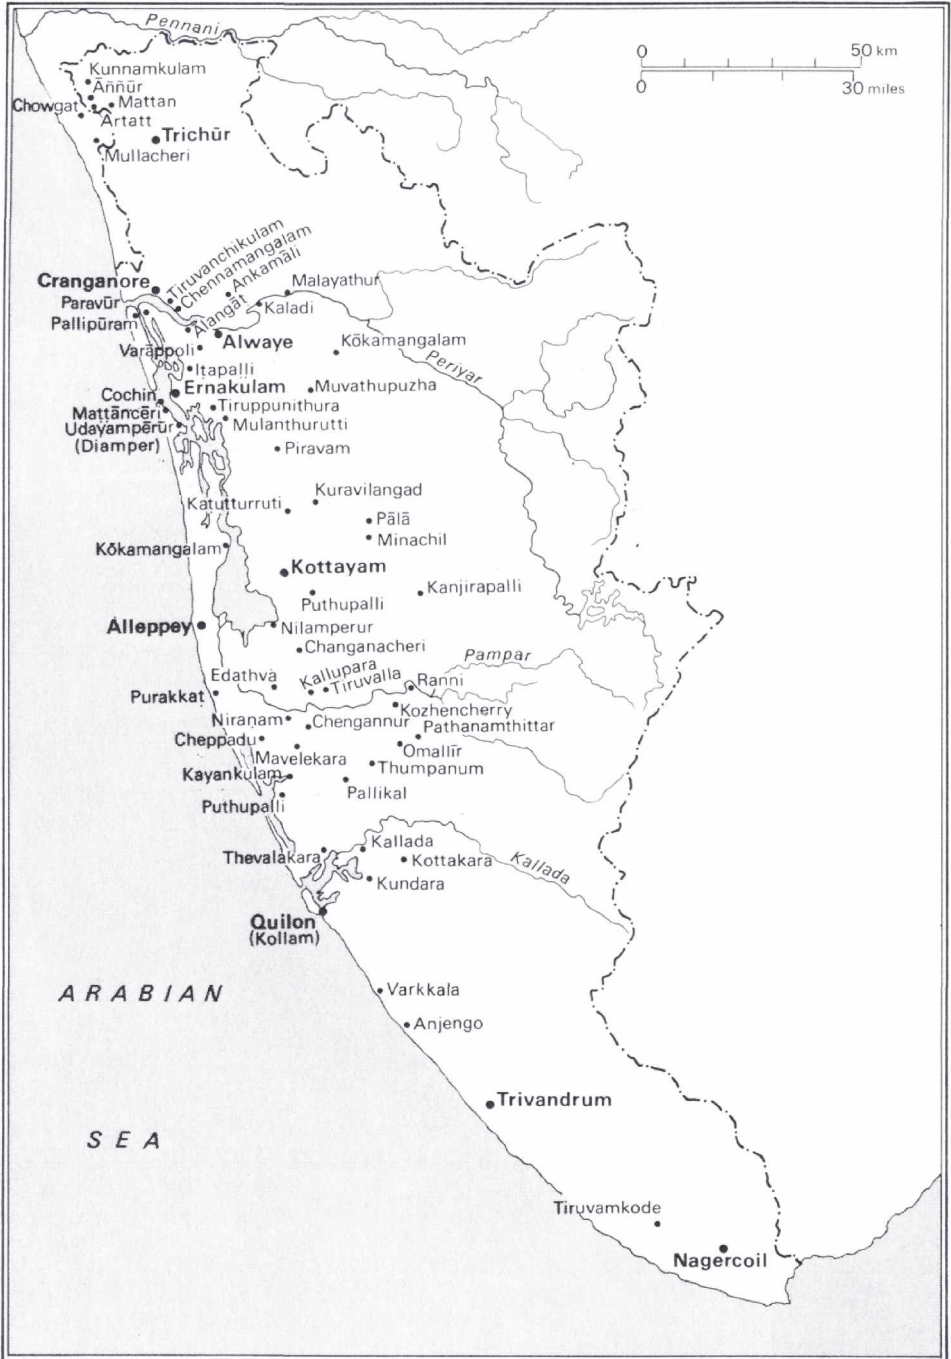 Pennani
0 50 km
0 30 miles
Kunnamkulam
Āññūr
Chowgat
Mattan
Artatt
Trichūr
Mullacheri
Tiruvanchikulam
Chennamangalam
Ankamāli
Cranganore
Malayathur
Paravūr
Kaladi
Pallipūram
Ālangāt
Alwaye
Kōkamangalam
Varāppoli
Periyar
Iṭapaḷḷi
Ernakulam
Muvathupuzha
Cochin
Tiruppunithura
Mattāncēri
Mulanthurutti
Udayampērūr
(Diamper)
Piravam
Kuravilangad
Katutturruti
Pālā
Minachil
Kōkamangalam
Kottayam
Kanjirapalli
Puthupalli
Alleppey
Nilamperur
Changanacheri
Pampar
Edathva
Kallupara
Tiruvalla
Ranni
Purakkat
Kozhencherry
Niranam
Chengannur
Pathanamthittar
Cheppadu
Omallīr
Mavelekara
Thumpanum
Kayankulam
Pallikal
Puthupalli
Kallada
Thevalakara
Kottakara
Kallada
Kundara
Quilon
(Kollam)
ARABIAN
Varkkala
Anjengo
Trivandrum
SEA
Tiruvamkode
Nagercoil